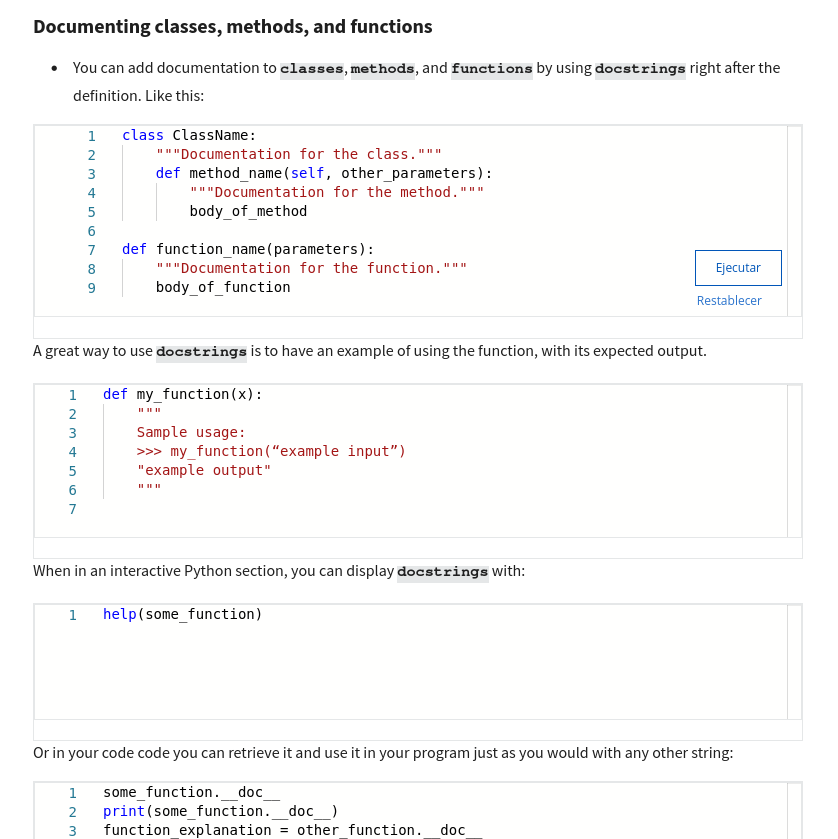 Documenting classes, methods, and functions
• You can add documentation to classes, methods, and functions by using docstrings right after the
definition. Like this:
1 class ClassName:
2     """Documentation for the class."""
3     def method_name(self, other_parameters):
4         """Documentation for the method."""
5         body_of_method
6
7 def function_name(parameters):
8     """Documentation for the function."""
9     body_of_function
Ejecutar
Restablecer
A great way to use docstrings is to have an example of using the function, with its expected output.
1 def my_function(x):
2     """
3     Sample usage:
4     >>> my_function(“example input”)
5     "example output"
6     """
7
When in an interactive Python section, you can display docstrings with:
1 help(some_function)
Or in your code code you can retrieve it and use it in your program just as you would with any other string:
1 some_function.__doc__
2 print(some_function.__doc__)
3 function_explanation = other_function.__doc__